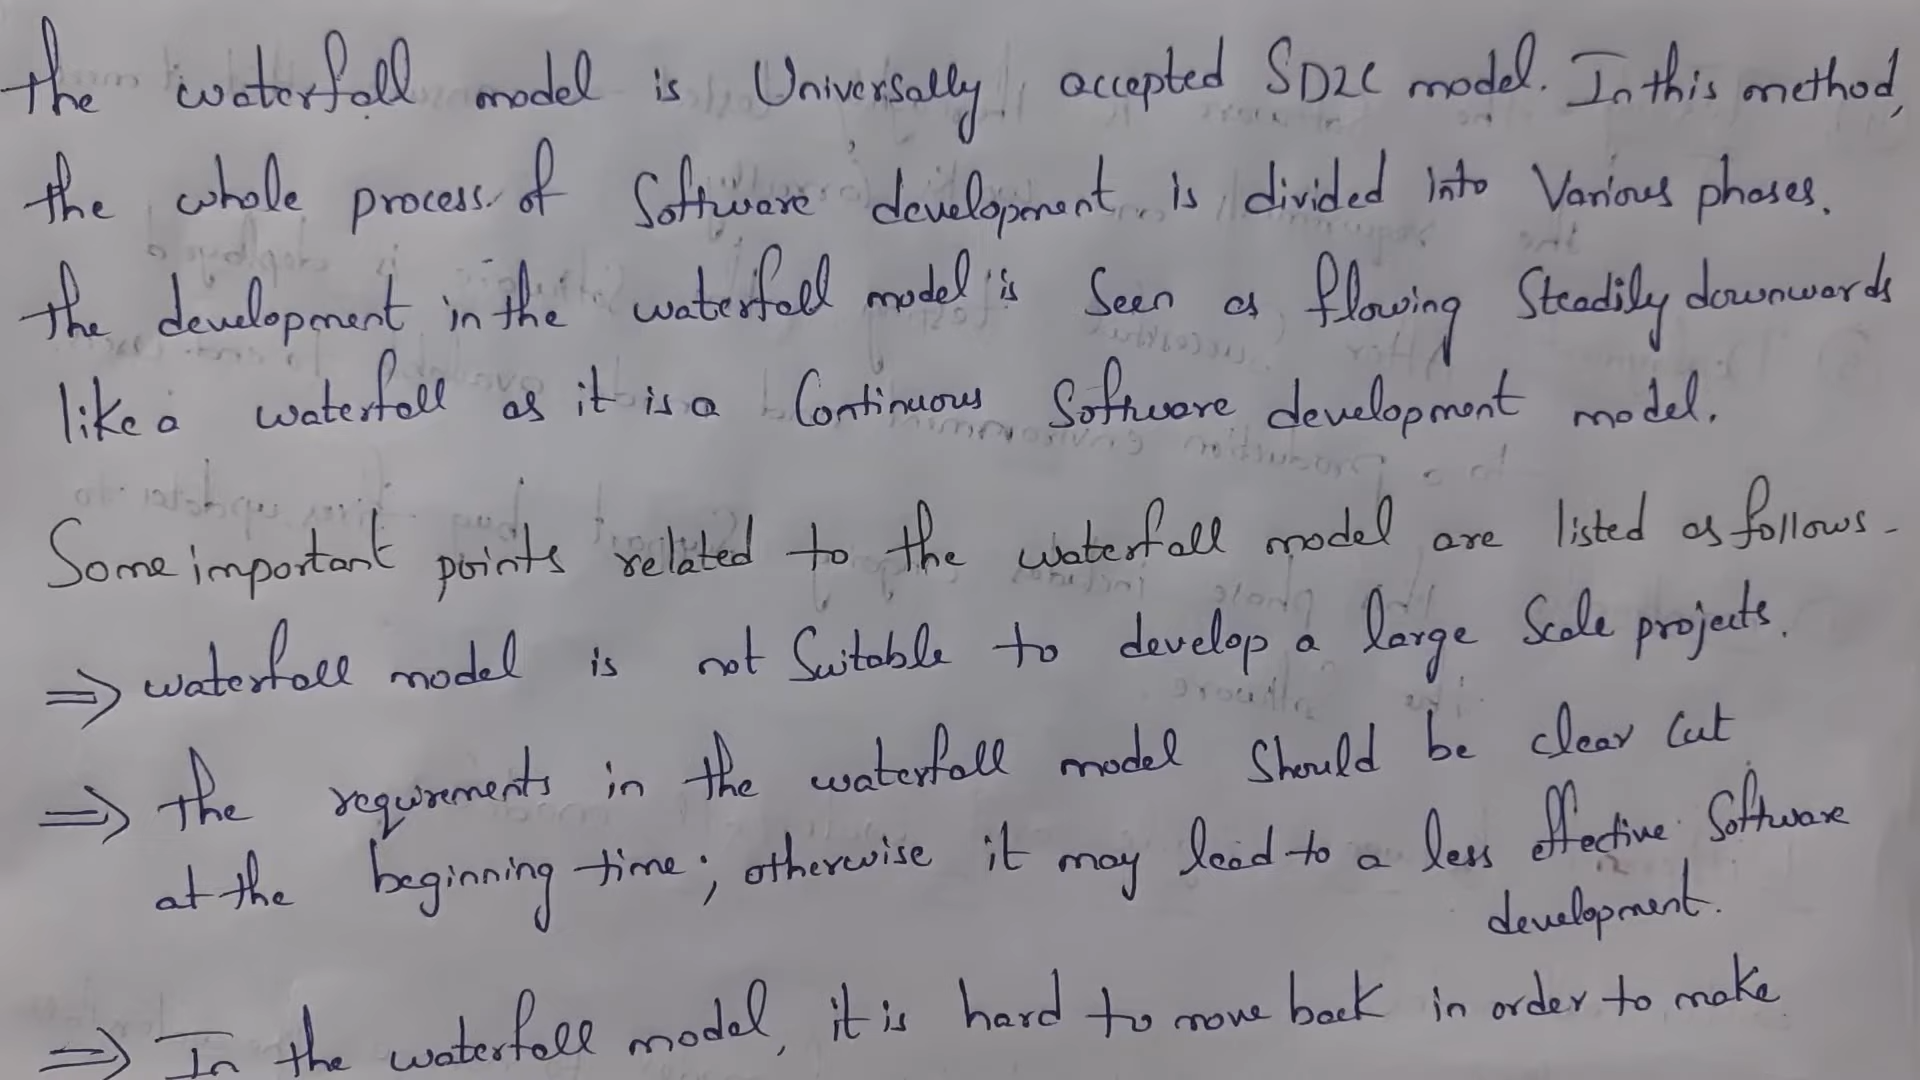 The waterfall model is Universally accepted SD2C model. In this method,
the whole process of Software development is divided into Various phases.
The development in the waterfall model is Seen as flowing Steadily downwards
like a waterfall as it is a Continuous Software development model.
Some important points related to the waterfall model are listed as follows -
⇒ waterfall model is not Suitable to develop a large Scale projects.
⇒ The requirements in the waterfall model Should be clear Cut
at the beginning time; otherwise it may lead to a less effective Software
development.
⇒ In the waterfall model, it is hard to move back in order to make